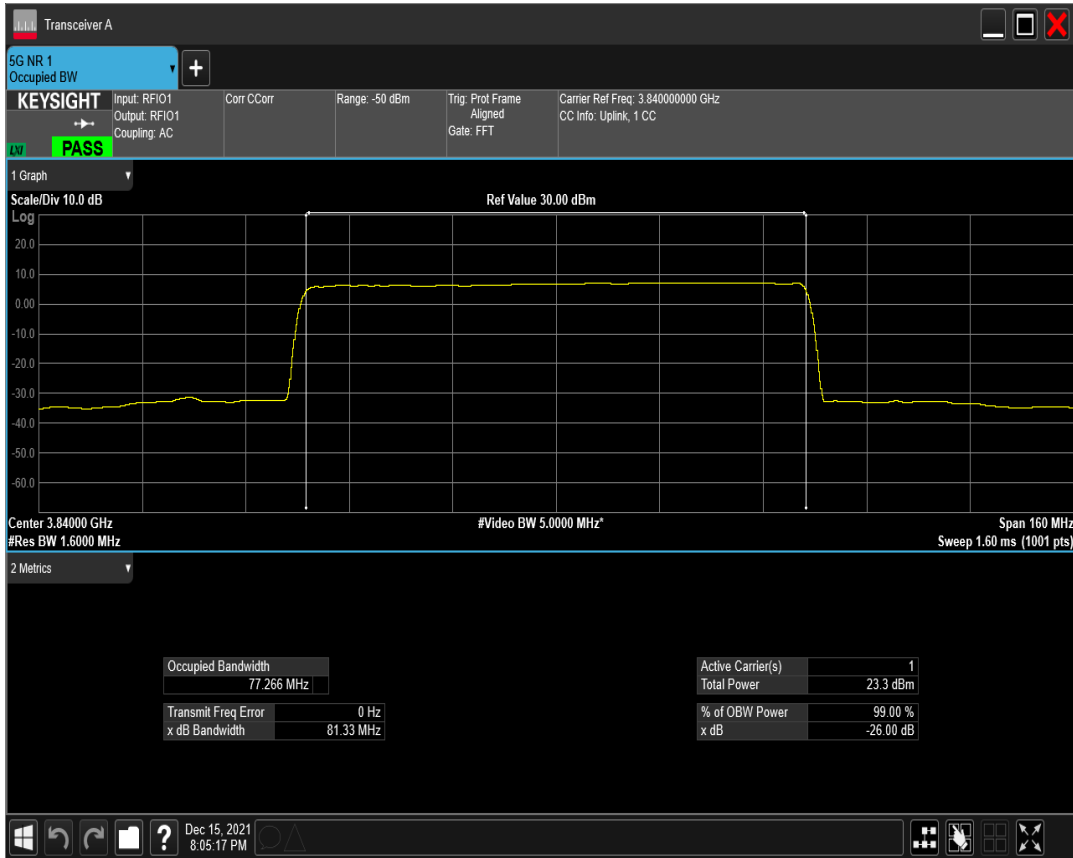 Transceiver A
5G NR 1
Occupied BW
KEYSIGHT
LXI
PASS
Input: RFIO1
Output: RFIO1
Coupling: AC
Corr CCorr
Range: -50 dBm
Trig: Prot Frame
Aligned
Gate: FFT
Carrier Ref Freq: 3.840000000 GHz
CC Info: Uplink, 1 CC
1 Graph
Scale/Div 10.0 dB
Ref Value 30.00 dBm
Log
20.0
10.0
0.00
-10.0
-20.0
-30.0
-40.0
-50.0
-60.0
Center 3.84000 GHz
#Video BW 5.0000 MHz*
Span 160 MHz
#Res BW 1.6000 MHz
Sweep 1.60 ms (1001 pts)
2 Metrics
Occupied Bandwidth
77.266 MHz
Transmit Freq Error 0 Hz
x dB Bandwidth 81.33 MHz
Active Carrier(s) 1
Total Power 23.3 dBm
% of OBW Power 99.00 %
x dB -26.00 dB
?
Dec 15, 2021
8:05:17 PM